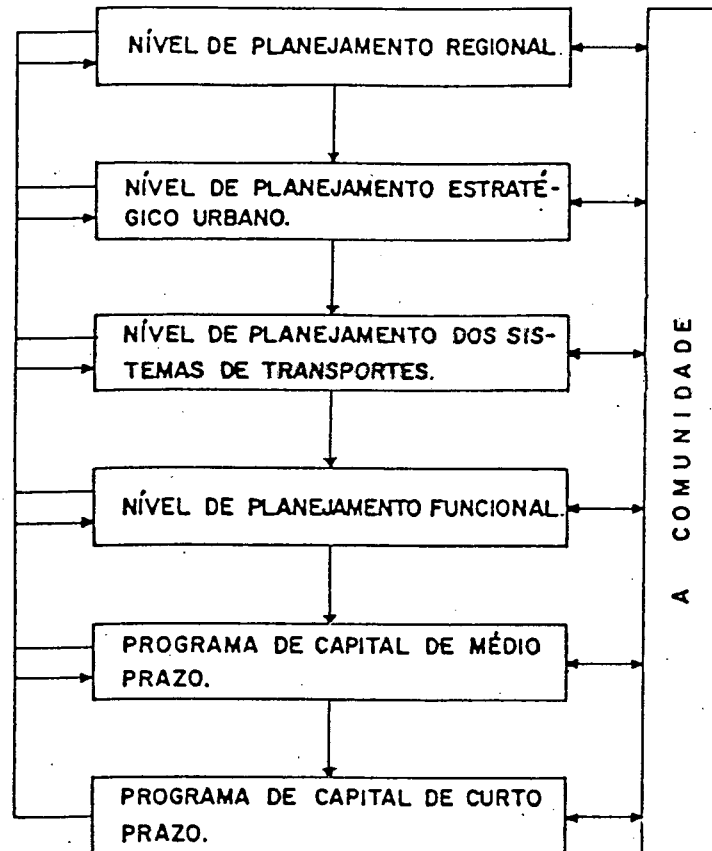 NÍVEL DE PLANEJAMENTO REGIONAL.
NÍVEL DE PLANEJAMENTO ESTRATÉ-
GICO URBANO.
NÍVEL DE PLANEJAMENTO DOS SIS-
TEMAS DE TRANSPORTES.
NÍVEL DE PLANEJAMENTO FUNCIONAL.
PROGRAMA DE CAPITAL DE MÉDIO
PRAZO.
PROGRAMA DE CAPITAL DE CURTO
PRAZO.
A COMUNIDADE